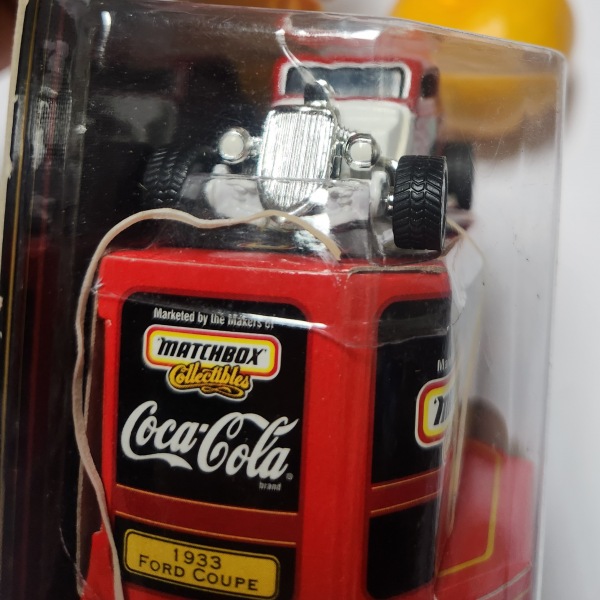 Marketed by the Makers of
MATCHBOX
Collectibles
Coca-Cola
brand
1933
FORD COUPE